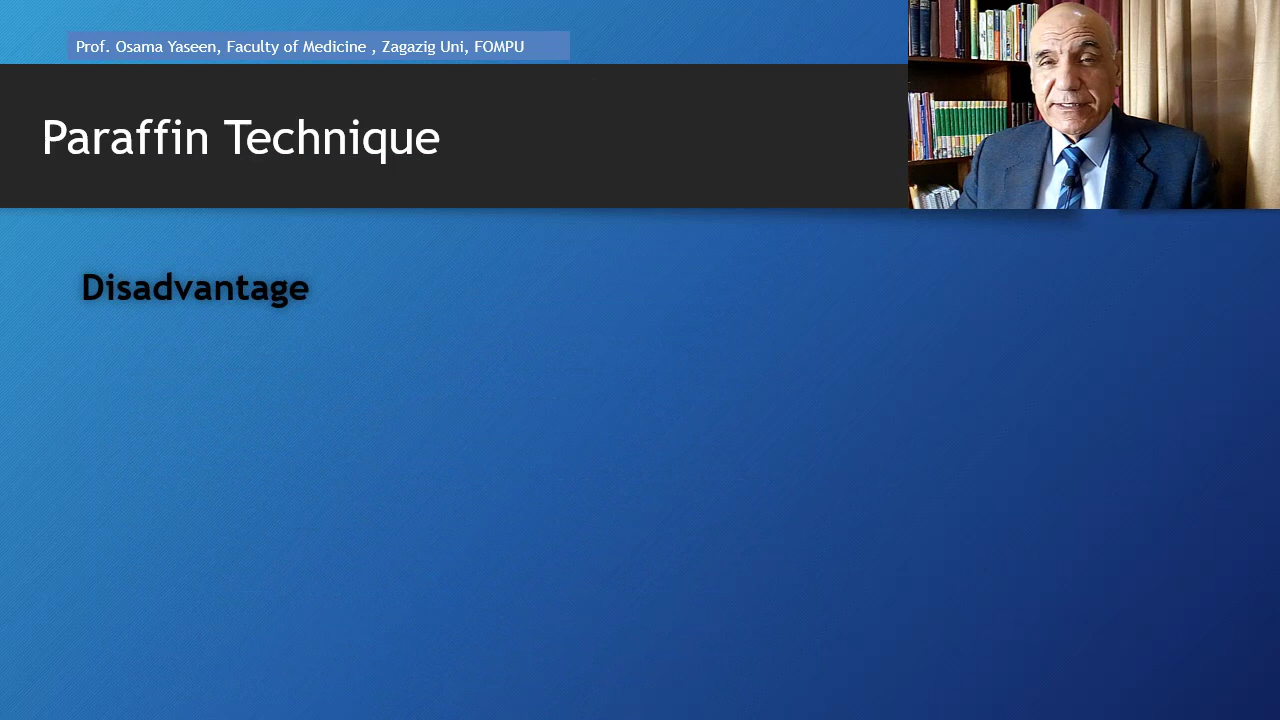 Prof. Osama Yaseen, Faculty of Medicine , Zagazig Uni, FOMPU
Paraffin Technique
Disadvantage